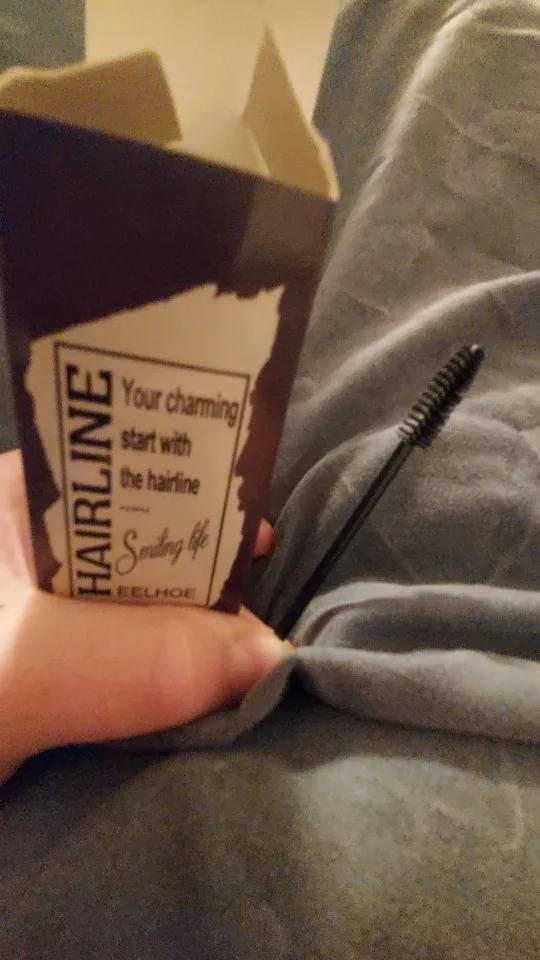 HAIRLINE
Your charming
start with
the hairline
Smiling life
EELHOE